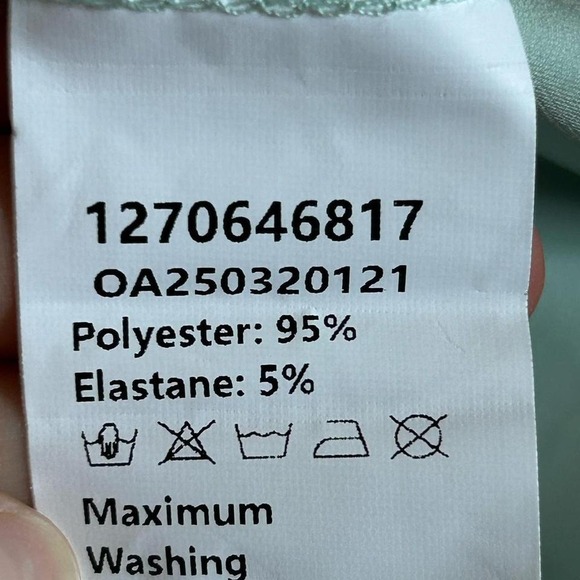 1270646817
OA250320121
Polyester: 95%
Elastane: 5%
Maximum
Washing